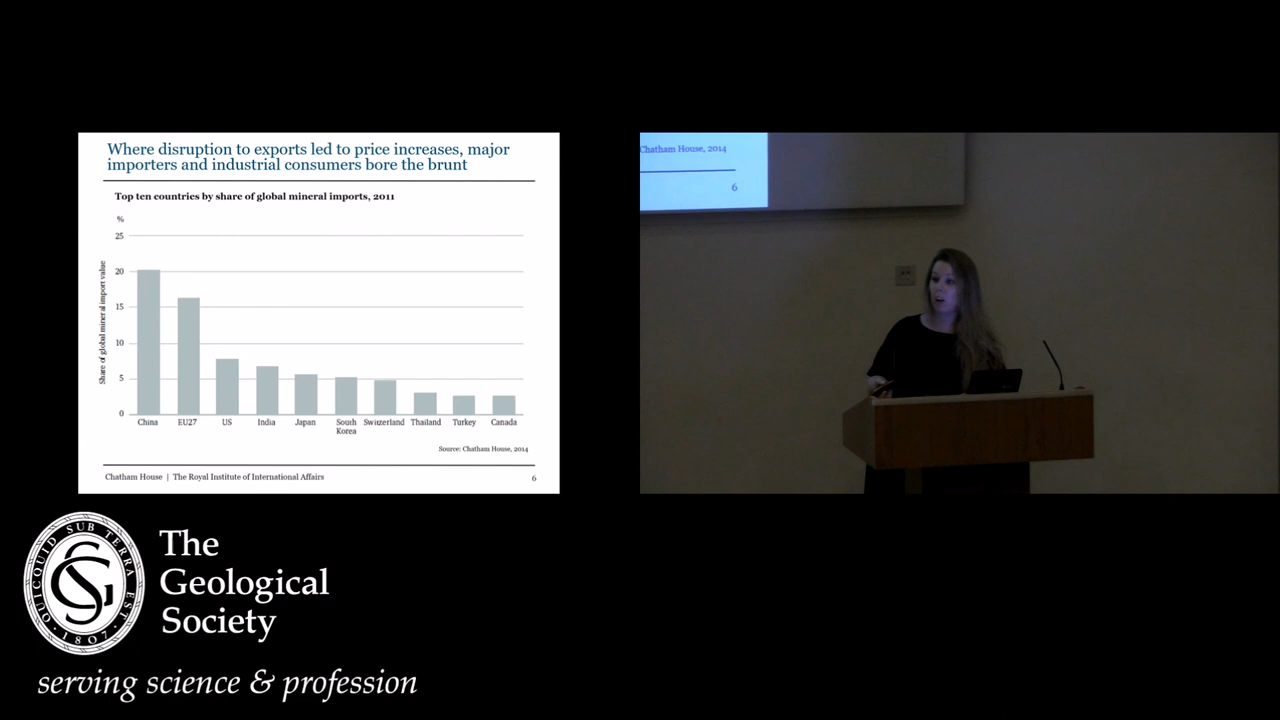 Where disruption to exports led to price increases, major
importers and industrial consumers bore the brunt
Top ten countries by share of global mineral imports, 2011
%
25
20
15
10
5
0
Share of global mineral import value
China
EU27
US
India
Japan
South
Korea
Switzerland
Thailand
Turkey
Canada
Source: Chatham House, 2014
Chatham House | The Royal Institute of International Affairs
6
Chatham House, 2014
6
QUICQUID SUB TERRA EST
1807
The
Geological
Society
serving science & profession